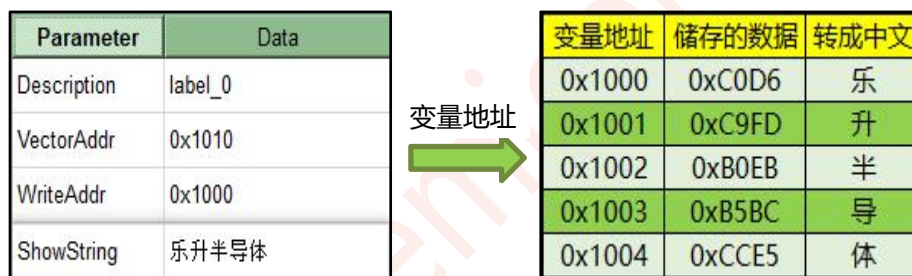 Parameter Data
Description label_0
VectorAddr 0x1010
WriteAddr 0x1000
ShowString 乐升半导体
变量地址
变量地址 储存的数据 转成中文
0x1000 0xC0D6 乐
0x1001 0xC9FD 升
0x1002 0xB0EB 半
0x1003 0xB5BC 导
0x1004 0xCCE5 体